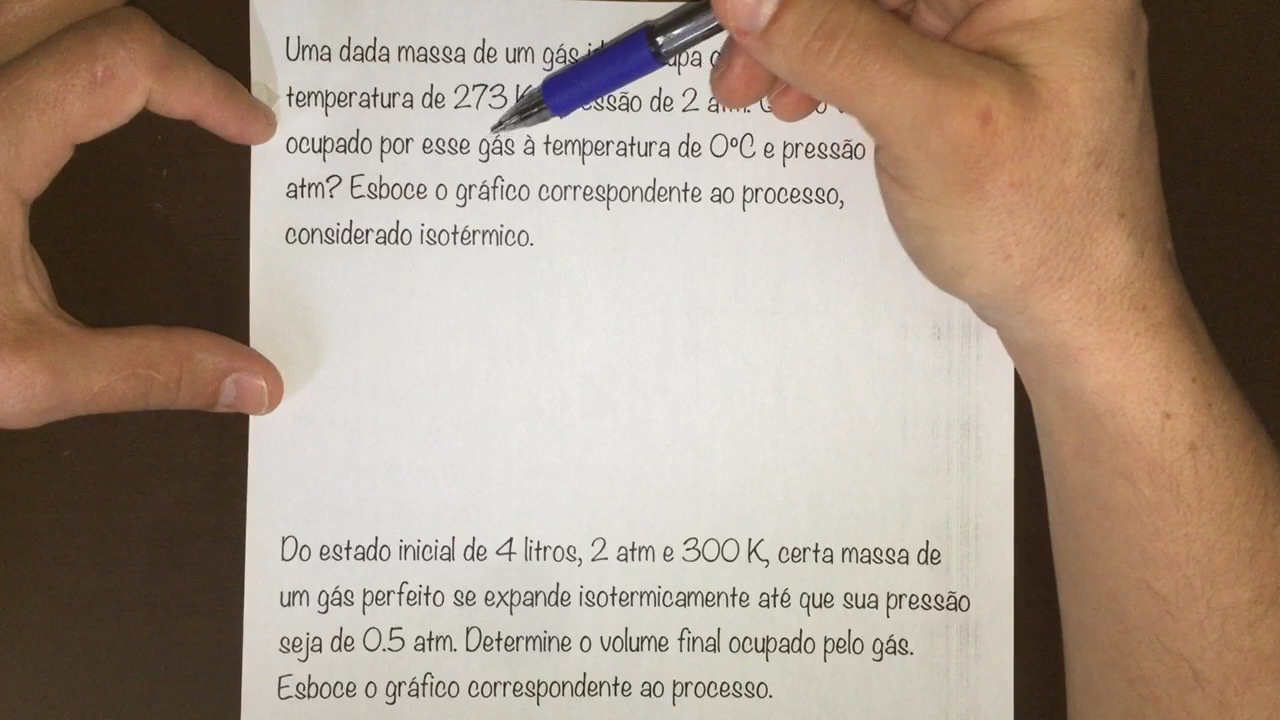 Uma dada massa de um gás
temperatura de 273 K de 2
ocupado por esse gás à temperatura de 0°C e pressão
atm? Esboce o gráfico correspondente ao processo,
considerado isotérmico.
Do estado inicial de 4 litros, 2 atm e 300 K, certa massa de
um gás perfeito se expande isotermicamente até que sua pressão
seja de 0.5 atm. Determine o volume final ocupado pelo gás.
Esboce o gráfico correspondente ao processo.